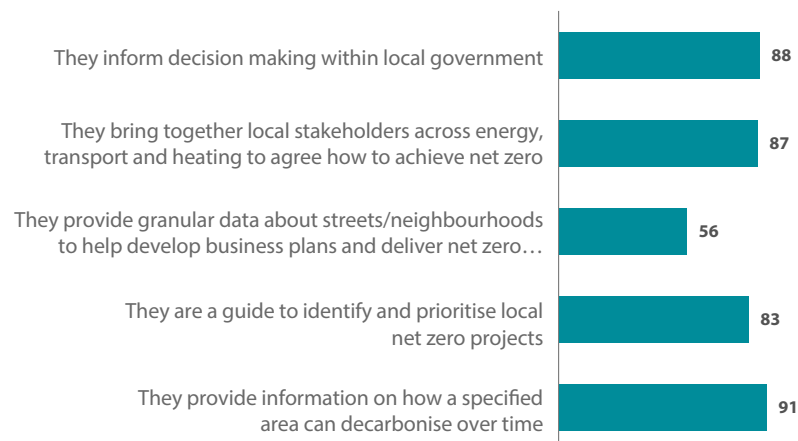 They inform decision making within local government
88
They bring together local stakeholders across energy,
transport and heating to agree how to achieve net zero
87
They provide granular data about streets/neighbourhoods
to help develop business plans and deliver net zero…
56
They are a guide to identify and prioritise local
net zero projects
83
They provide information on how a specified
area can decarbonise over time
91